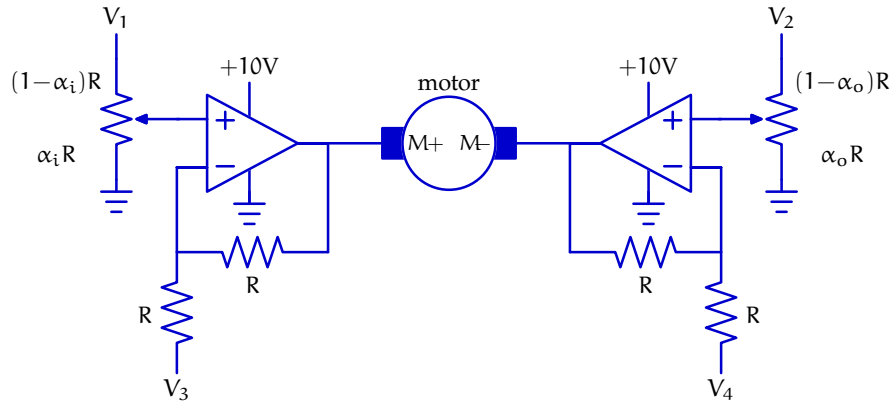 V₁
V₂
+10V
+10V
(1−αᵢ)R
motor
(1−αₒ)R
+
M+
M−
+
αᵢR
−
−
αₒR
R
R
R
R
V₃
V₄